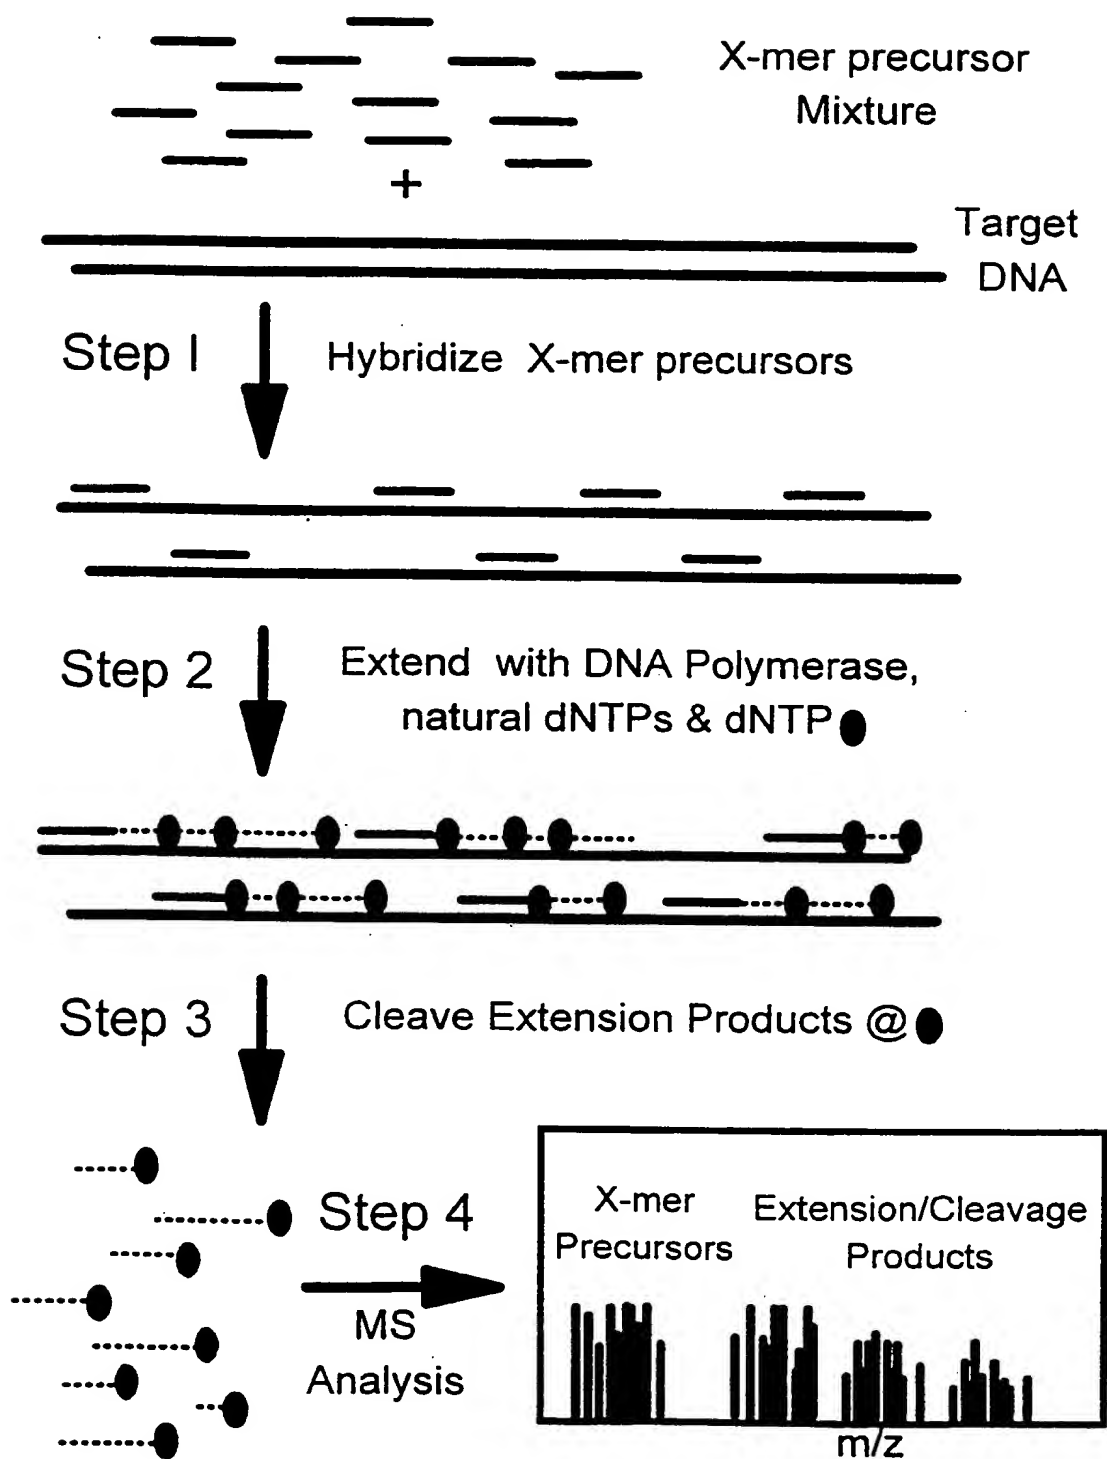 X-mer precursor
Mixture
+
Target
DNA
Step I
Hybridize X-mer precursors
Step 2
Extend with DNA Polymerase,
natural dNTPs & dNTP
Step 3
Cleave Extension Products @
Step 4
MS
Analysis
X-mer
Precursors
Extension/Cleavage
Products
m/z